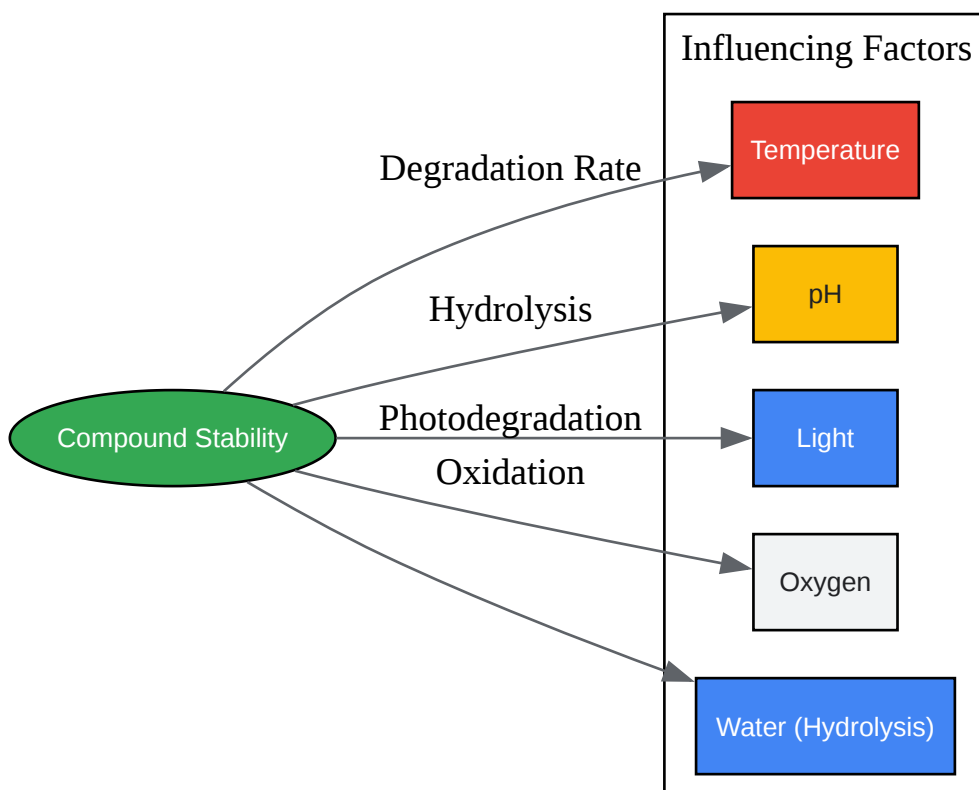 Influencing Factors
Temperature
Degradation Rate
pH
Hydrolysis
Compound Stability
Photodegradation
Light
Oxidation
Oxygen
Water (Hydrolysis)